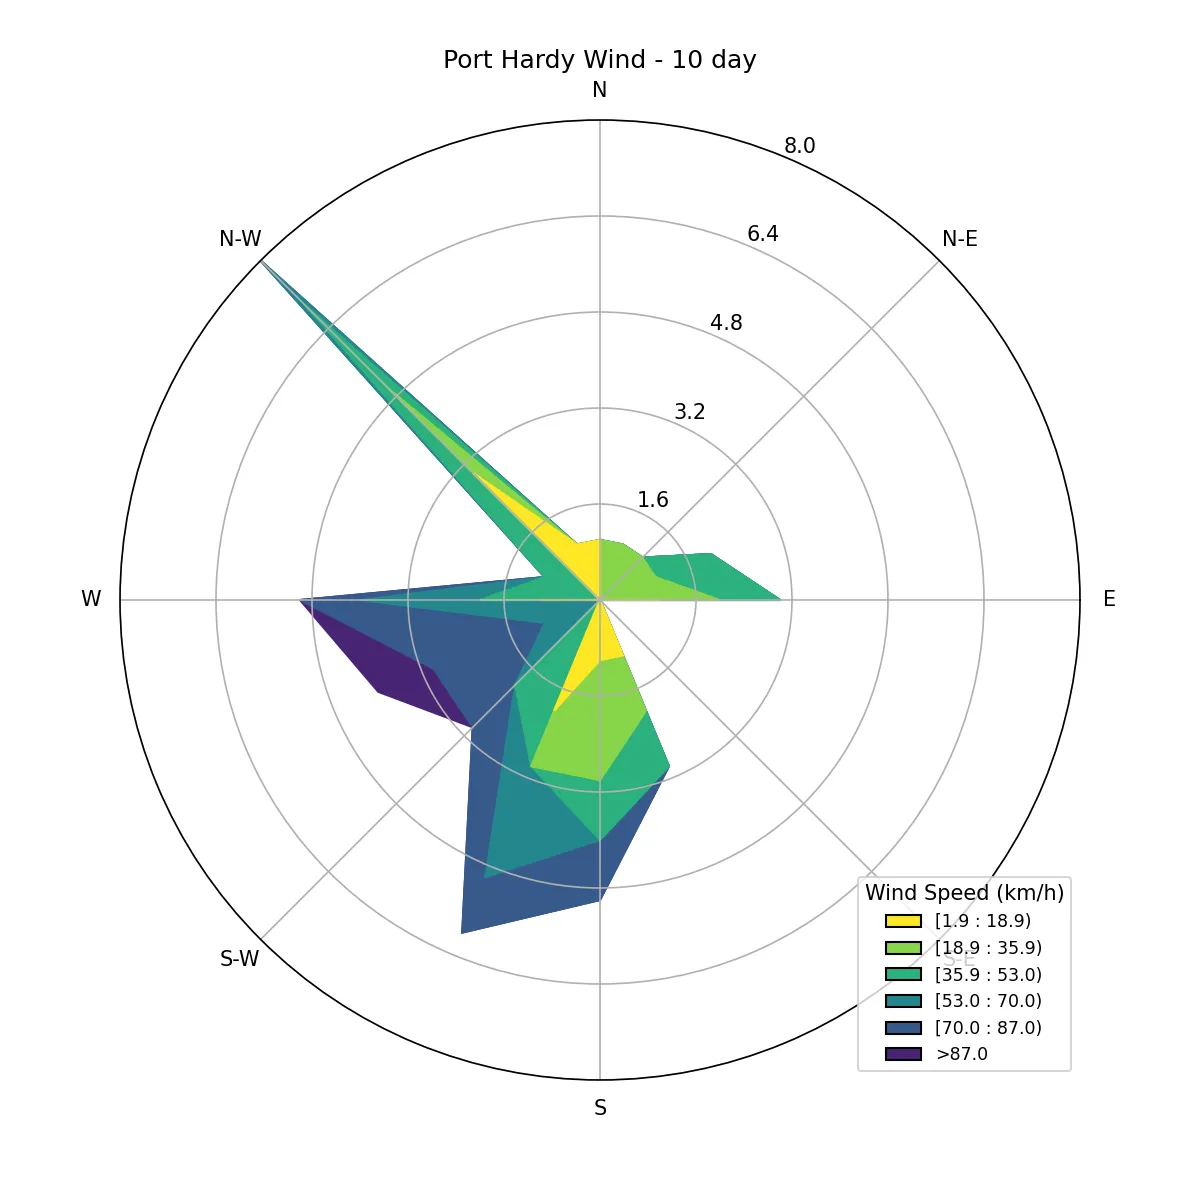 Port Hardy Wind - 10 day
N
8.0
N-W
6.4
N-E
4.8
3.2
1.6
W
E
Wind Speed (km/h)
[1.9 : 18.9)
[18.9 : 35.9)
S-W
S-E
[35.9 : 53.0)
[53.0 : 70.0)
[70.0 : 87.0)
>87.0
S